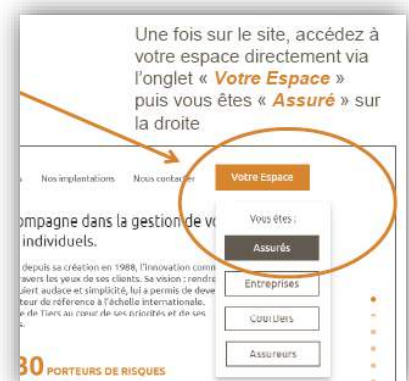 Une fois sur le site, accédez à
votre espace directement via
l'onglet « Votre Espace »
puis vous êtes « Assuré » sur
la droite
Nos implantations Nous contacter Votre Espace
ompagne dans la gestion de vo
individuels.
Vous êtes :
Assurés
depuis sa création en 1988, l'innovation comm
ravers les yeux de ses clients. Sa vision : rendre
uiert audace et simplicité, lui a permis de deve
teur de référence à l'échelle internationale.
e de Tiers au cœur de ses priorités et de ses
s.
Entreprises
Courtiers
Assureurs
30 PORTEURS DE RISQUES